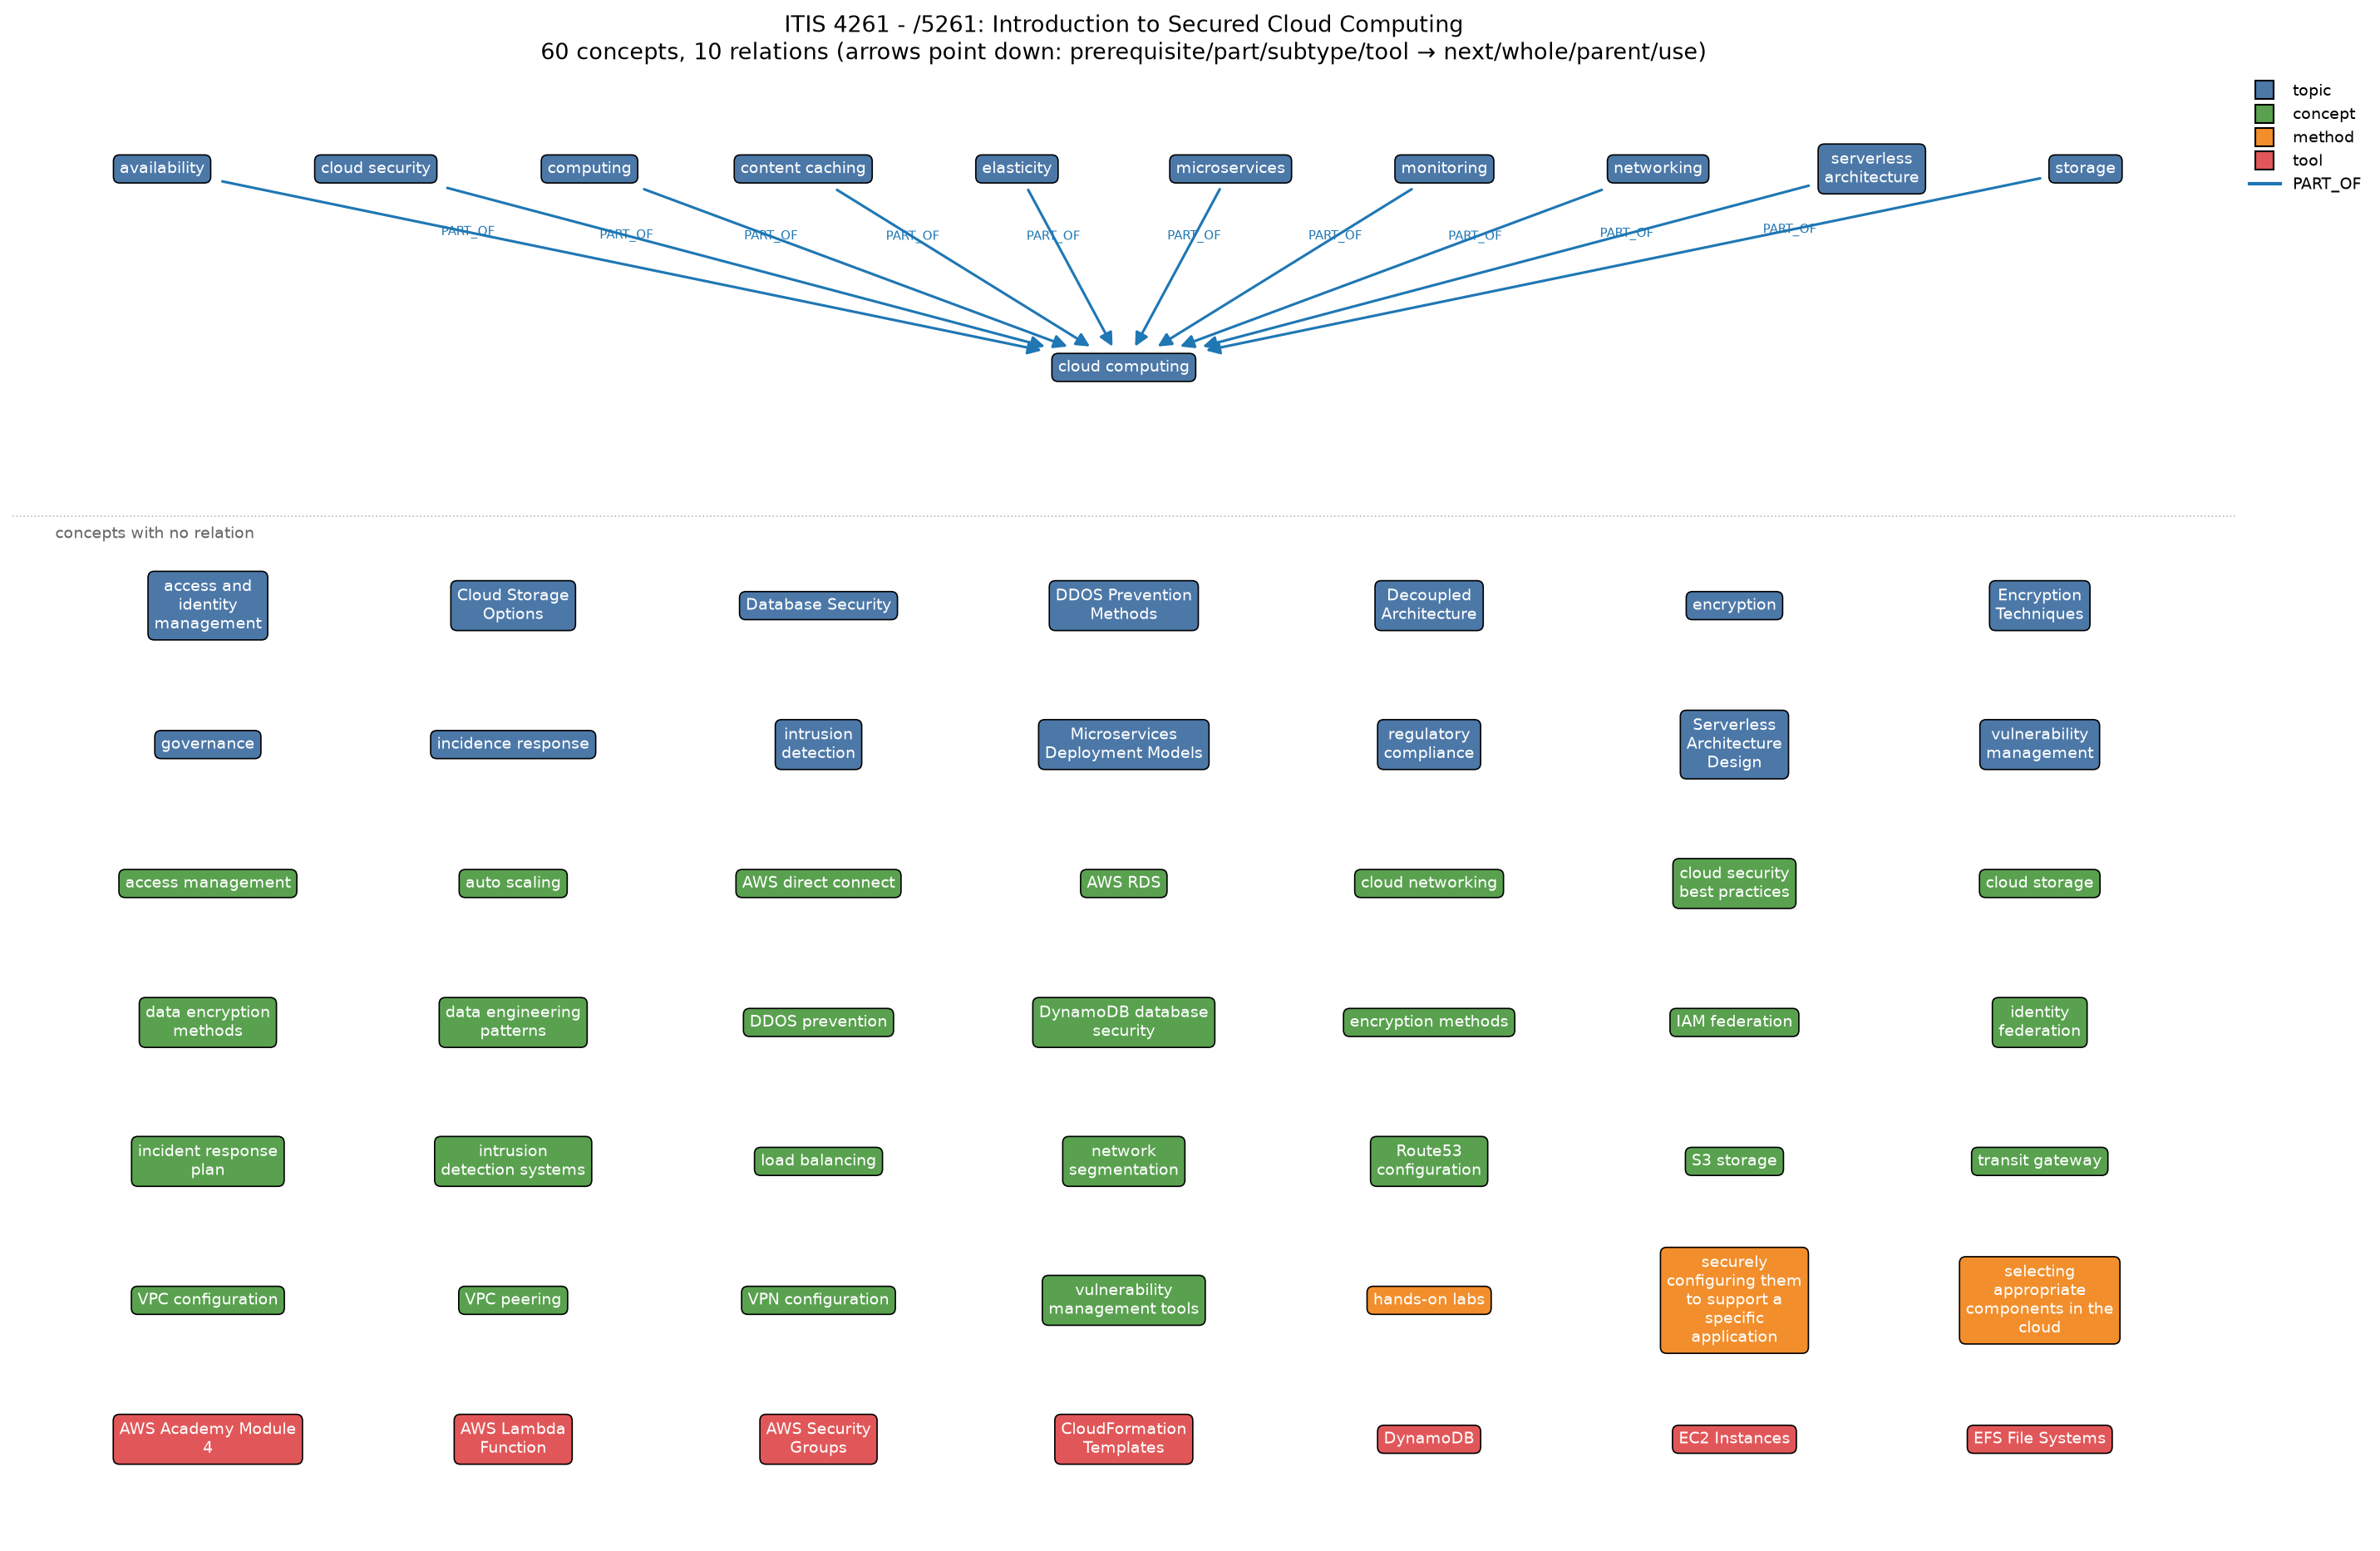 ITIS 4261 - /5261: Introduction to Secured Cloud Computing
60 concepts, 10 relations (arrows point down: prerequisite/part/subtype/tool → next/whole/parent/use)
topic
concept
method
tool
PART_OF
availability
cloud security
computing
content caching
elasticity
microservices
monitoring
networking
serverless
architecture
storage
PART_OF
PART_OF
PART_OF
PART_OF
PART_OF
PART_OF
PART_OF
PART_OF
PART_OF
PART_OF
cloud computing
concepts with no relation
access and
identity
management
Cloud Storage
Options
Database Security
DDOS Prevention
Methods
Decoupled
Architecture
encryption
Encryption
Techniques
governance
incidence response
intrusion
detection
Microservices
Deployment Models
regulatory
compliance
Serverless
Architecture
Design
vulnerability
management
access management
auto scaling
AWS direct connect
AWS RDS
cloud networking
cloud security
best practices
cloud storage
data encryption
methods
data engineering
patterns
DDOS prevention
DynamoDB database
security
encryption methods
IAM federation
identity
federation
incident response
plan
intrusion
detection systems
load balancing
network
segmentation
Route53
configuration
S3 storage
transit gateway
VPC configuration
VPC peering
VPN configuration
vulnerability
management tools
hands-on labs
securely
configuring them
to support a
specific
application
selecting
appropriate
components in the
cloud
AWS Academy Module
4
AWS Lambda
Function
AWS Security
Groups
CloudFormation
Templates
DynamoDB
EC2 Instances
EFS File Systems